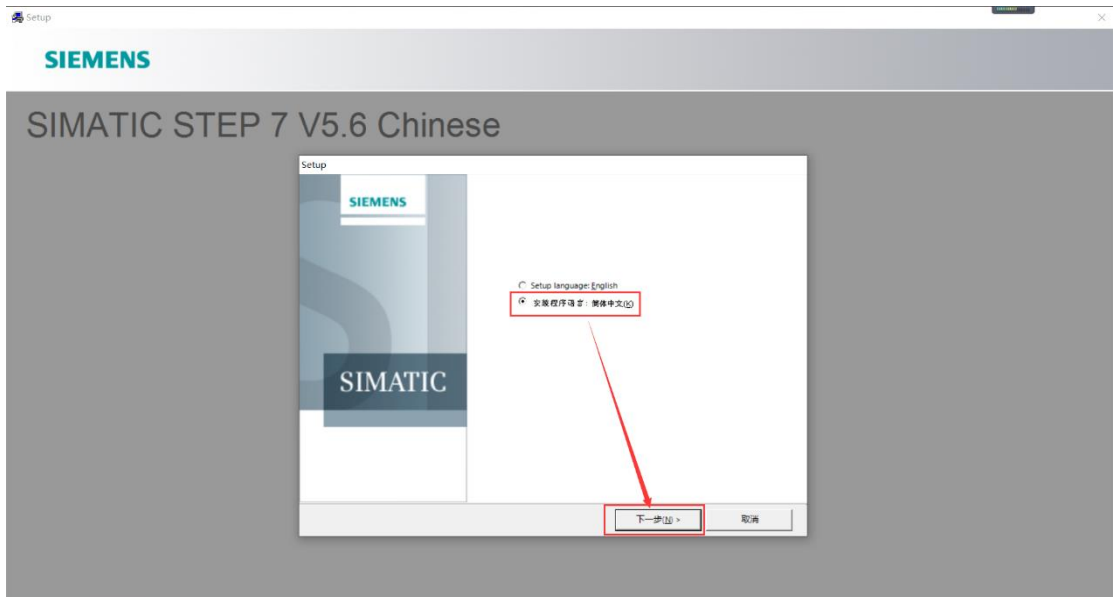 Setup
SIEMENS
SIMATIC STEP 7 V5.6 Chinese
Setup
SIEMENS
SIMATIC
Setup language: English
安装程序语言: 简体中文(K)
下一步(N) >
取消